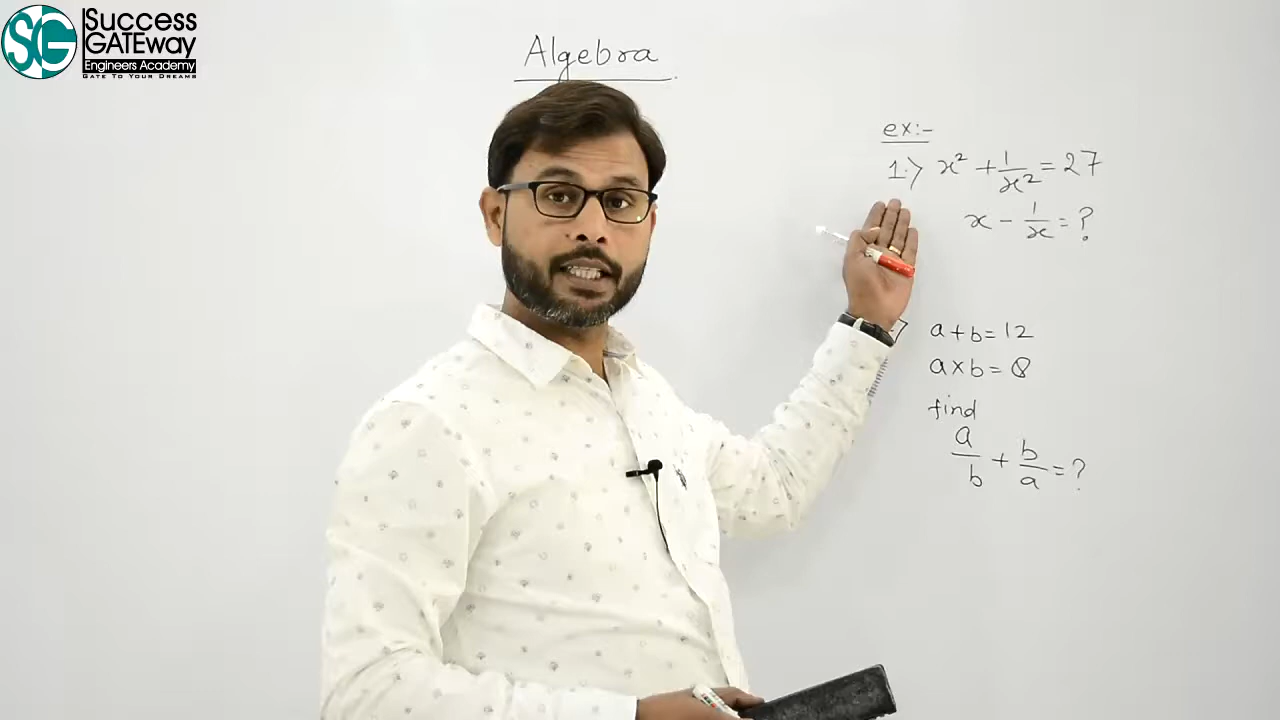 Success
GATEway
Engineers Academy
GATE TO YOUR DREAMS
SG
Algebra
ex:-
1.> x² + 1/x² = 27
x - 1/x = ?
a+b=12
a×b=8
find
a/b + b/a = ?